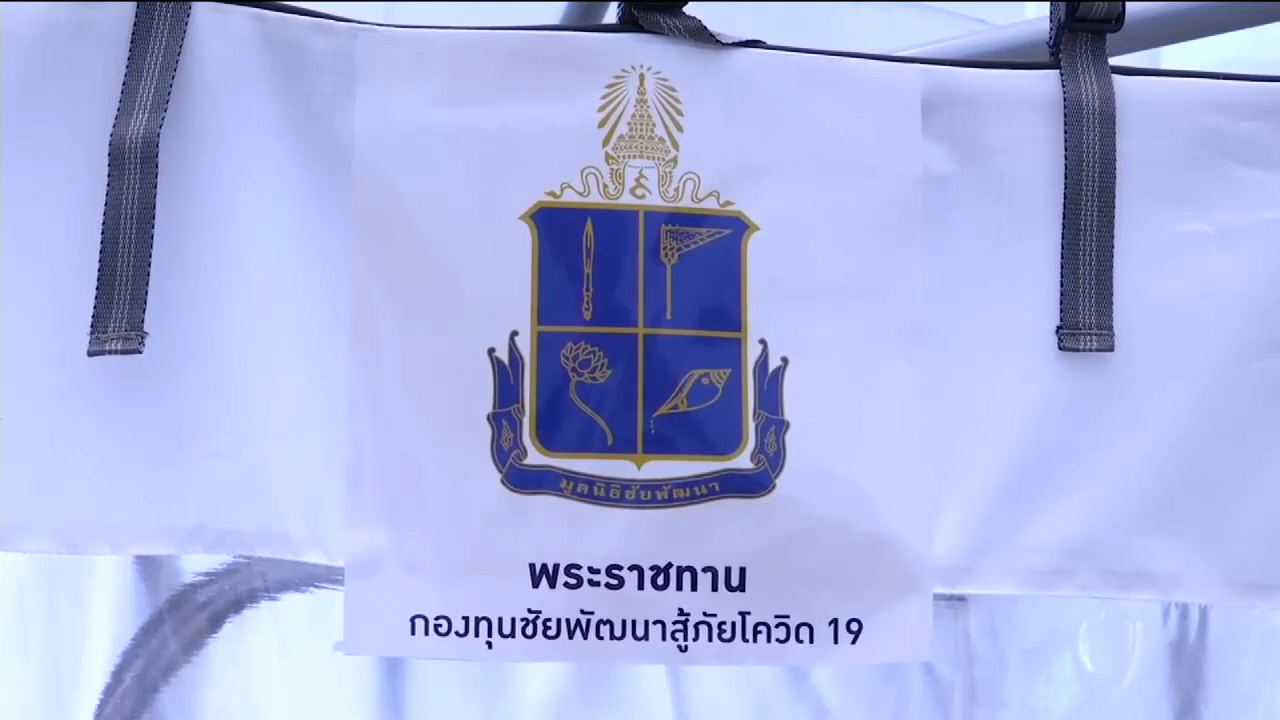 มูลนิธิชัยพัฒนา
พระราชทาน
กองทุนชัยพัฒนาสู้ภัยโควิด 19